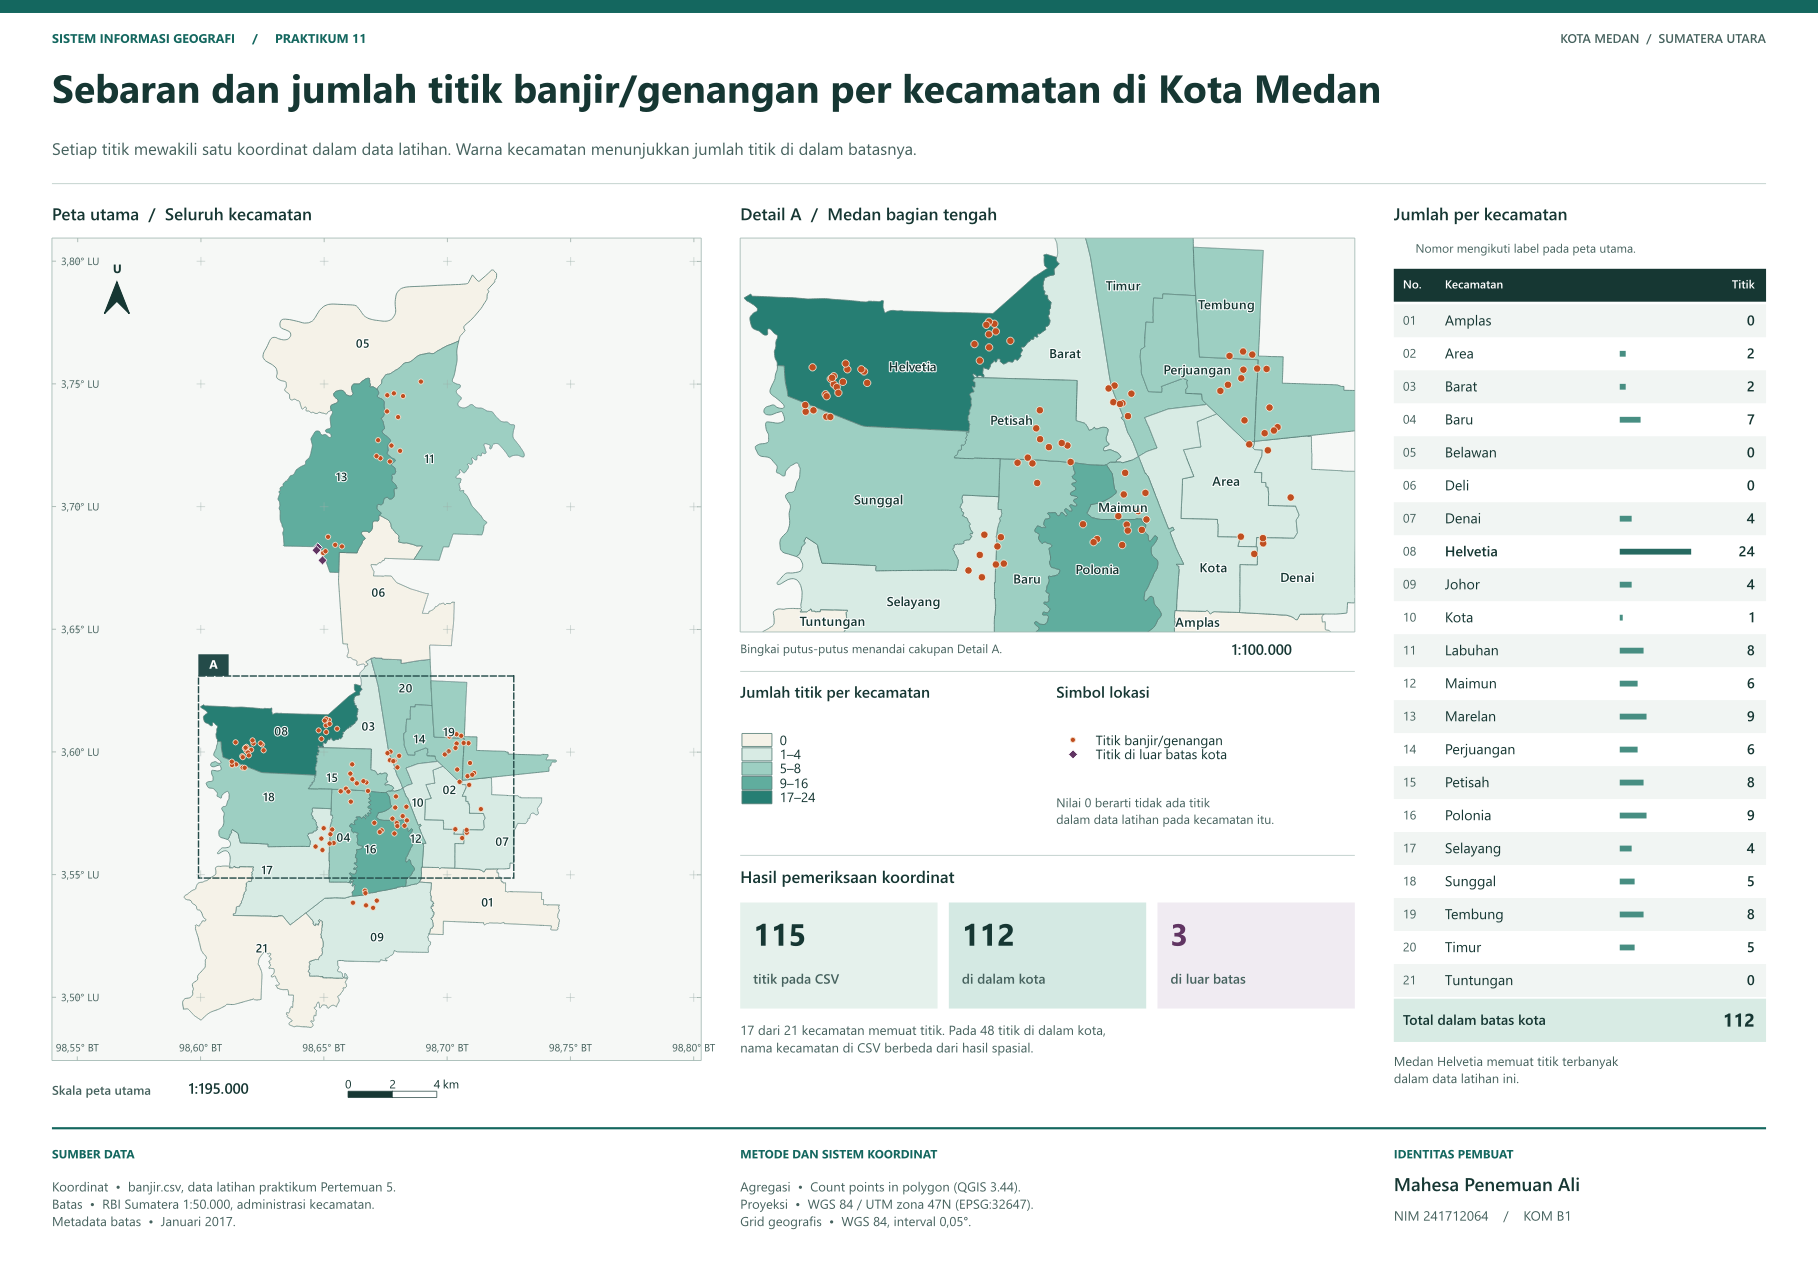 SISTEM INFORMASI GEOGRAFI / PRAKTIKUM 11
KOTA MEDAN / SUMATERA UTARA
Sebaran dan jumlah titik banjir/genangan per kecamatan di Kota Medan
Setiap titik mewakili satu koordinat dalam data latihan. Warna kecamatan menunjukkan jumlah titik di dalam batasnya.
Peta utama / Seluruh kecamatan
3,80° LU
U
3,75° LU
3,70° LU
3,65° LU
3,60° LU
3,55° LU
3,50° LU
05
11
13
06
A
20
08
03
19
14
15
18
02
10
04
12
16
07
17
01
09
21
98,55° BT
98,60° BT
98,65° BT
98,70° BT
98,75° BT
98,80° BT
Skala peta utama 1:195.000
0 2 4 km
Detail A / Medan bagian tengah
Timur
Tembung
Barat
Helvetia
Perjuangan
Petisah
Area
Sunggal
Maimun
Polonia
Kota
Baru
Denai
Selayang
Tuntungan
Amplas
Bingkai putus-putus menandai cakupan Detail A.
1:100.000
Jumlah titik per kecamatan
0
1–4
5–8
9–16
17–24
Simbol lokasi
Titik banjir/genangan
Titik di luar batas kota
Nilai 0 berarti tidak ada titik
dalam data latihan pada kecamatan itu.
Hasil pemeriksaan koordinat
115
titik pada CSV
112
di dalam kota
3
di luar batas
17 dari 21 kecamatan memuat titik. Pada 48 titik di dalam kota,
nama kecamatan di CSV berbeda dari hasil spasial.
Jumlah per kecamatan
Nomor mengikuti label pada peta utama.
No. Kecamatan Titik
01 Amplas 0
02 Area 2
03 Barat 2
04 Baru 7
05 Belawan 0
06 Deli 0
07 Denai 4
08 Helvetia 24
09 Johor 4
10 Kota 1
11 Labuhan 8
12 Maimun 6
13 Marelan 9
14 Perjuangan 6
15 Petisah 8
16 Polonia 9
17 Selayang 4
18 Sunggal 5
19 Tembung 8
20 Timur 5
21 Tuntungan 0
Total dalam batas kota 112
Medan Helvetia memuat titik terbanyak
dalam data latihan ini.
SUMBER DATA
Koordinat • banjir.csv, data latihan praktikum Pertemuan 5.
Batas • RBI Sumatera 1:50.000, administrasi kecamatan.
Metadata batas • Januari 2017.
METODE DAN SISTEM KOORDINAT
Agregasi • Count points in polygon (QGIS 3.44).
Proyeksi • WGS 84 / UTM zona 47N (EPSG:32647).
Grid geografis • WGS 84, interval 0,05°.
IDENTITAS PEMBUAT
Mahesa Penemuan Ali
NIM 241712064 / KOM B1